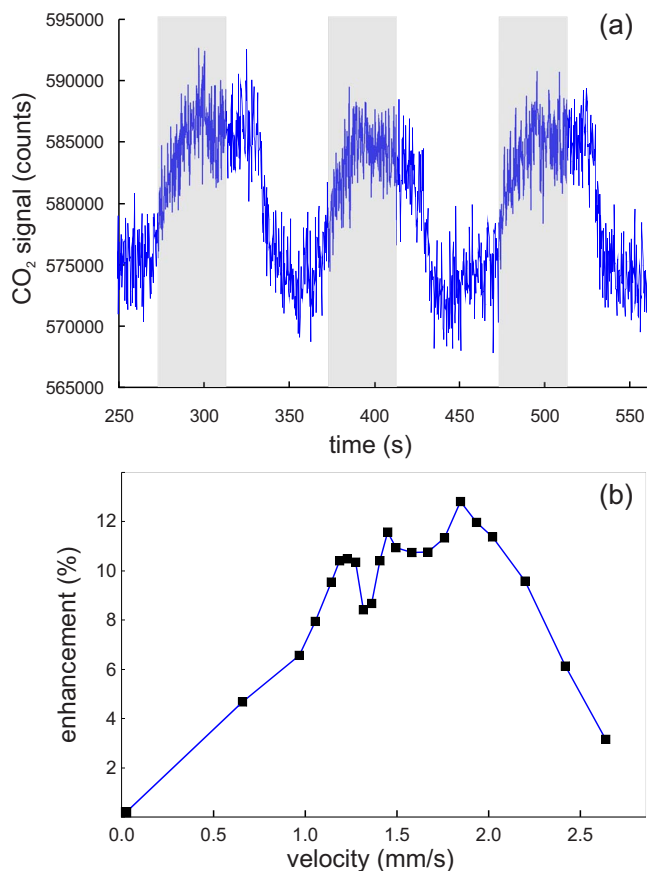 (a)
595000
590000
585000
580000
575000
570000
565000
CO₂ signal (counts)
250 300 350 400 450 500 550
time (s)
(b)
12
10
8
6
4
2
enhancement (%)
0.0 0.5 1.0 1.5 2.0 2.5
velocity (mm/s)